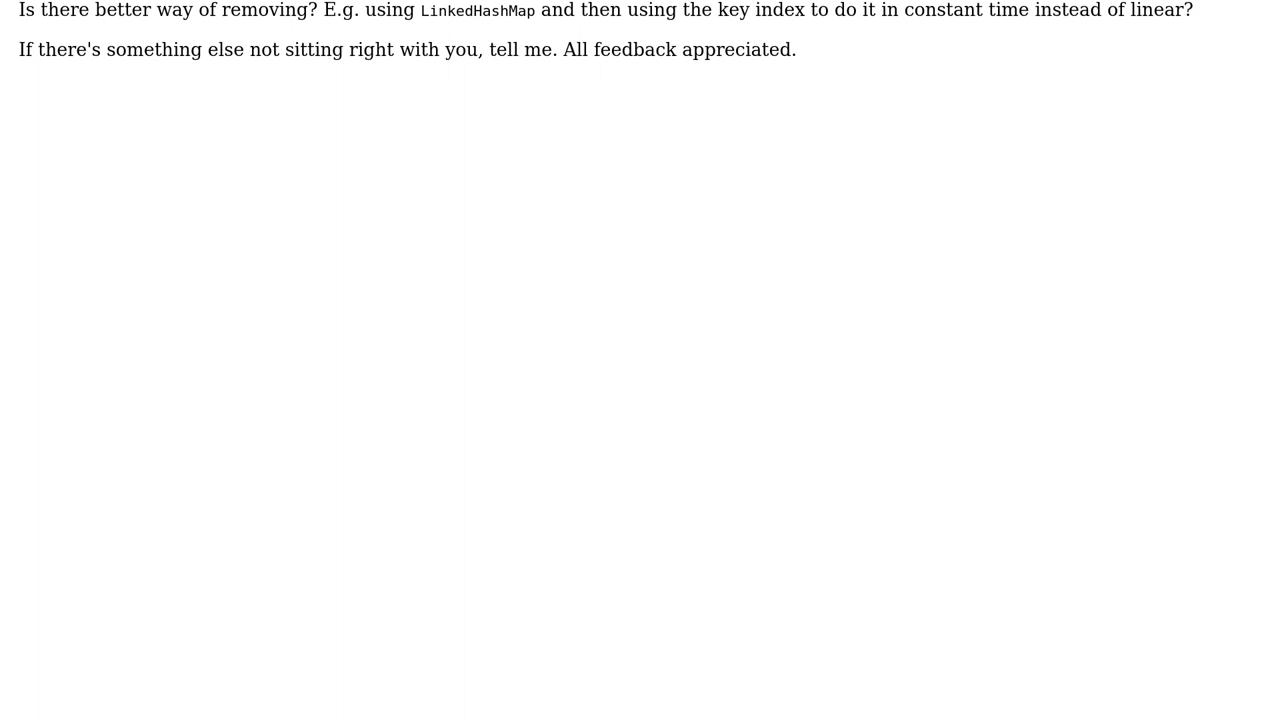 Is there better way of removing? E.g. using LinkedHashMap and then using the key index to do it in constant time instead of linear?
If there's something else not sitting right with you, tell me. All feedback appreciated.